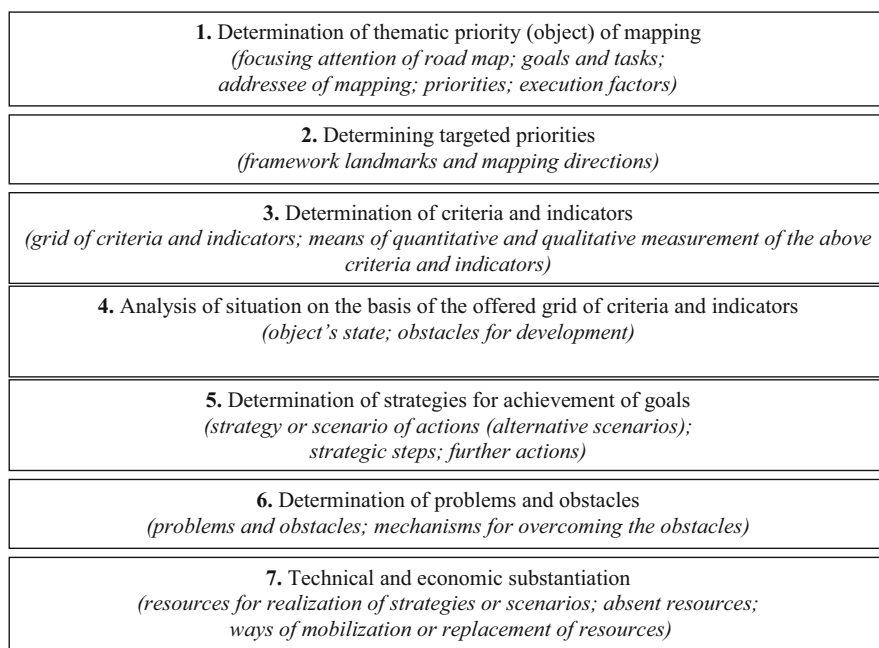 1. Determination of thematic priority (object) of mapping
(focusing attention of road map; goals and tasks;
addressee of mapping; priorities; execution factors)
2. Determining targeted priorities
(framework landmarks and mapping directions)
3. Determination of criteria and indicators
(grid of criteria and indicators; means of quantitative and qualitative measurement of the above
criteria and indicators)
4. Analysis of situation on the basis of the offered grid of criteria and indicators
(object’s state; obstacles for development)
5. Determination of strategies for achievement of goals
(strategy or scenario of actions (alternative scenarios);
strategic steps; further actions)
6. Determination of problems and obstacles
(problems and obstacles; mechanisms for overcoming the obstacles)
7. Technical and economic substantiation
(resources for realization of strategies or scenarios; absent resources;
ways of mobilization or replacement of resources)